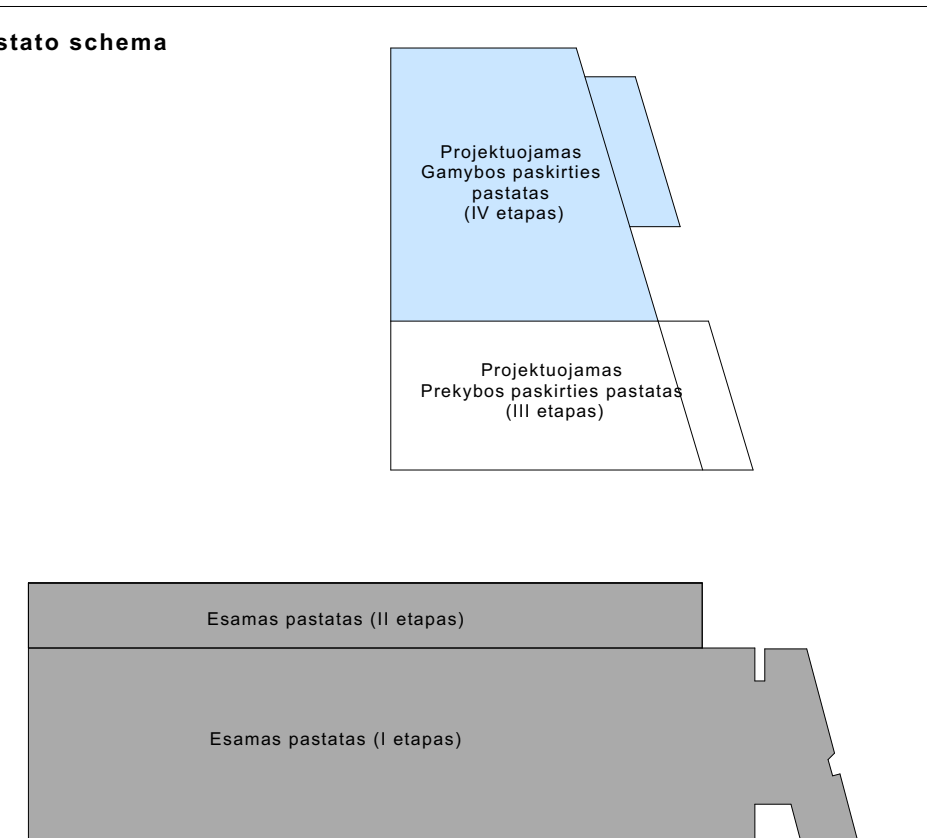 stato schema
Projektuojamas
Gamybos paskirties
pastatas
(IV etapas)
Projektuojamas
Prekybos paskirties pastatas
(III etapas)
Esamas pastatas (II etapas)
Esamas pastatas (I etapas)